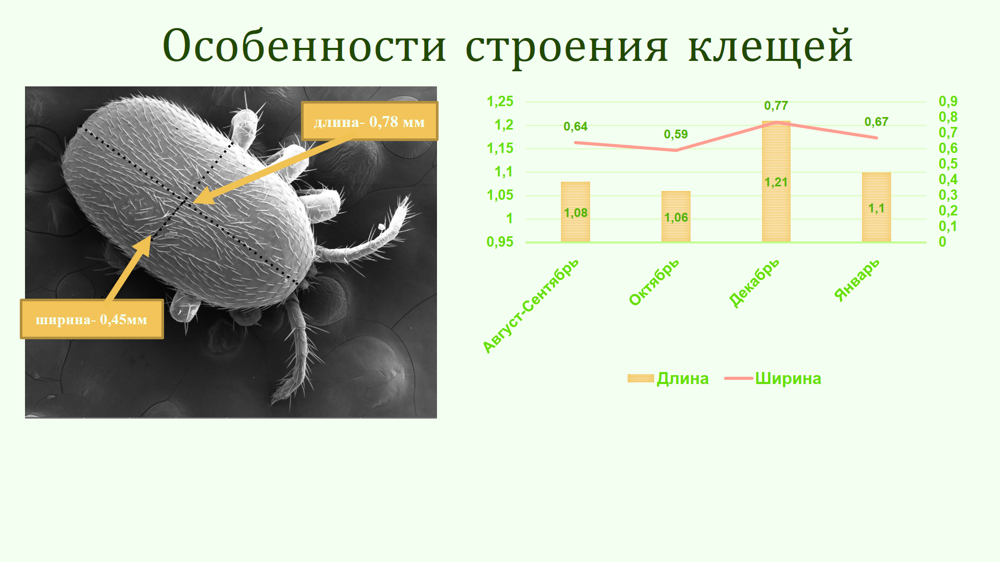 Особенности строения клещей
длина- 0,78 мм
ширина- 0,45мм
1,25
1,2
1,15
1,1
1,05
1
0,95
0,64
0,59
0,77
0,67
1,08
1,06
1,21
1,1
0,9
0,8
0,7
0,6
0,5
0,4
0,3
0,2
0,1
0
Август-Сентябрь
Октябрь
Декабрь
Январь
Длина
Ширина